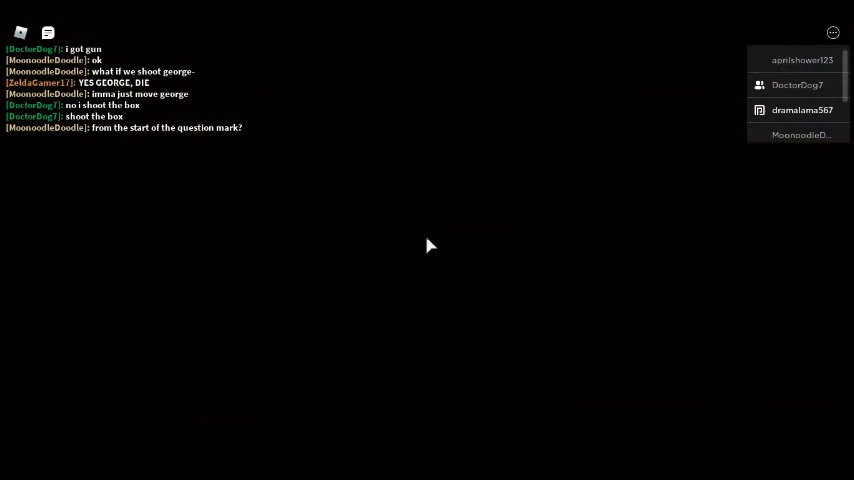 [DoctorDog7]: i got gun
[MoonoodleDoodle]: ok
[MoonoodleDoodle]: what if we shoot george-
[ZeldaGamer17]: YES GEORGE, DIE
[MoonoodleDoodle]: imma just move george
[DoctorDog7]: no i shoot the box
[DoctorDog7]: shoot the box
[MoonoodleDoodle]: from the start of the question mark?
aprilshower123
DoctorDog7
dramalama567
MoonoodleD...